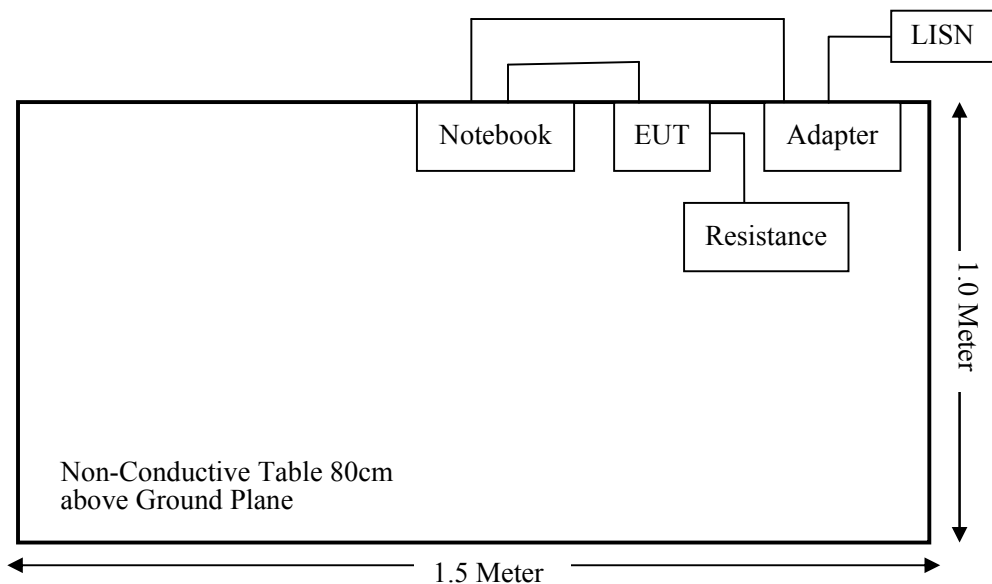 LISN
Notebook
EUT
Adapter
Resistance
1.0 Meter
Non-Conductive Table 80cm
above Ground Plane
1.5 Meter